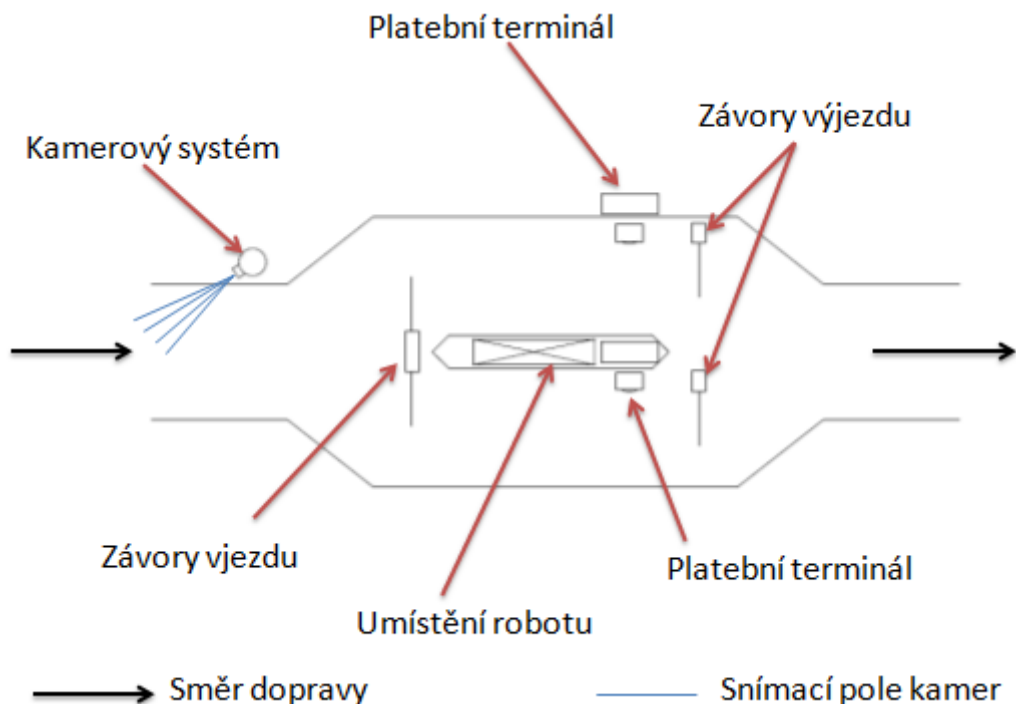 Platební terminál
Závory výjezdu
Kamerový systém
Závory vjezdu
Platební terminál
Umístění robotu
Směr dopravy
Snímací pole kamer